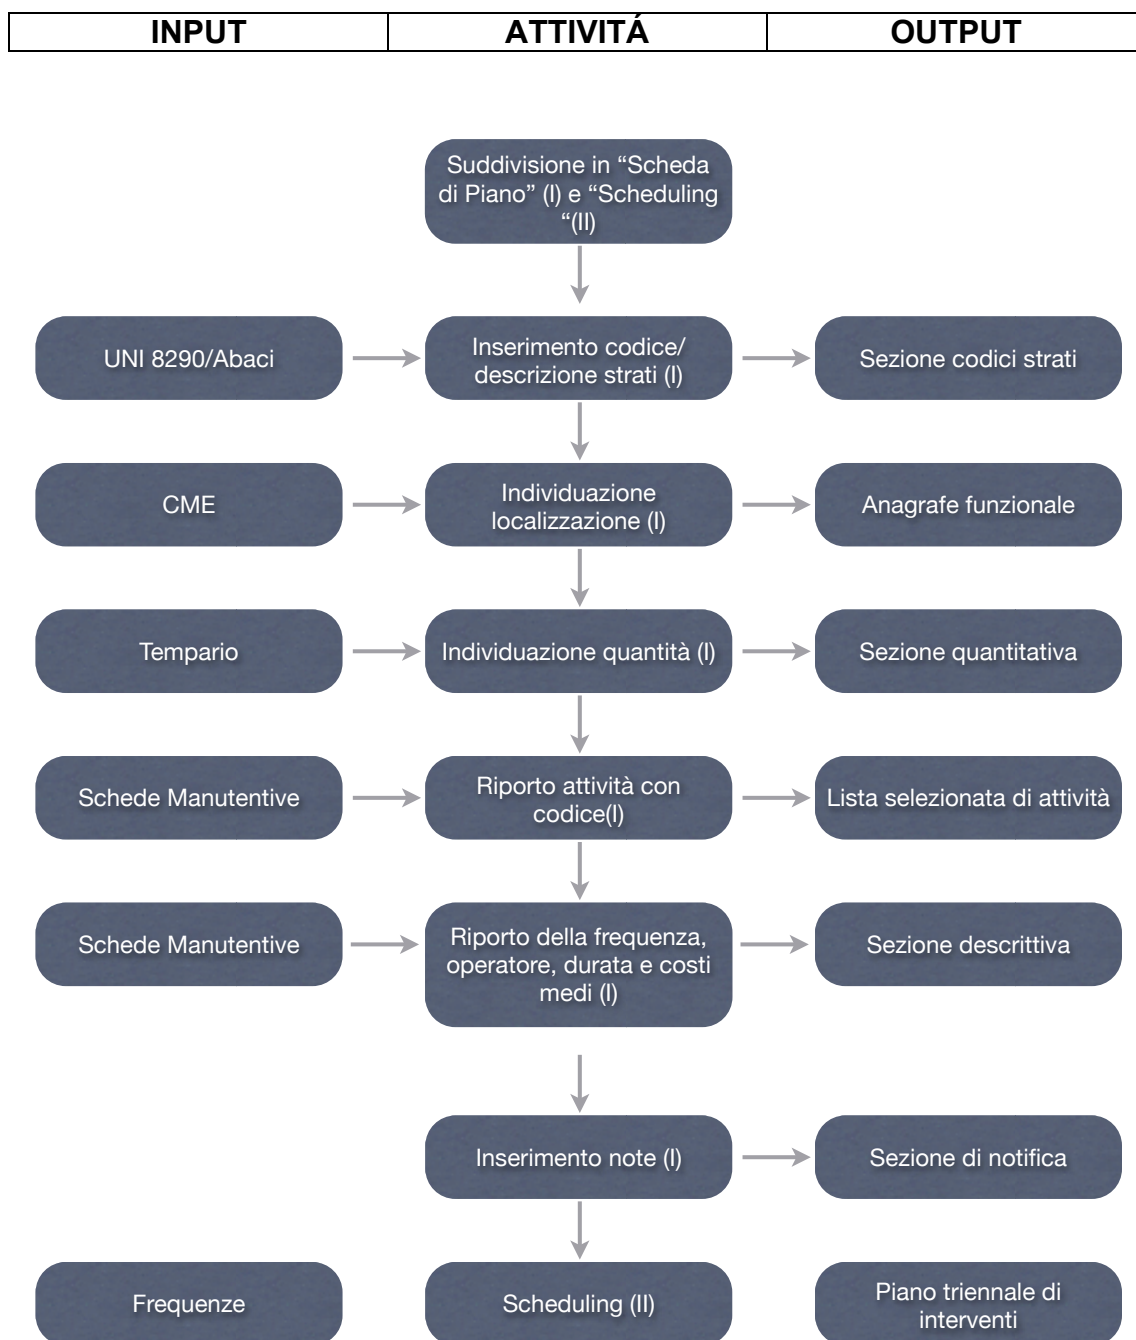 INPUT
ATTIVITÁ
OUTPUT
Suddivisione in “Scheda
di Piano” (I) e “Scheduling
“(II)
UNI 8290/Abaci
Inserimento codice/
descrizione strati (I)
Sezione codici strati
CME
Individuazione
localizzazione (I)
Anagrafe funzionale
Tempario
Individuazione quantità (I)
Sezione quantitativa
Schede Manutentive
Riporto attività con
codice(I)
Lista selezionata di attività
Schede Manutentive
Riporto della frequenza,
operatore, durata e costi
medi (I)
Sezione descrittiva
Inserimento note (I)
Sezione di notifica
Frequenze
Scheduling (II)
Piano triennale di
interventi